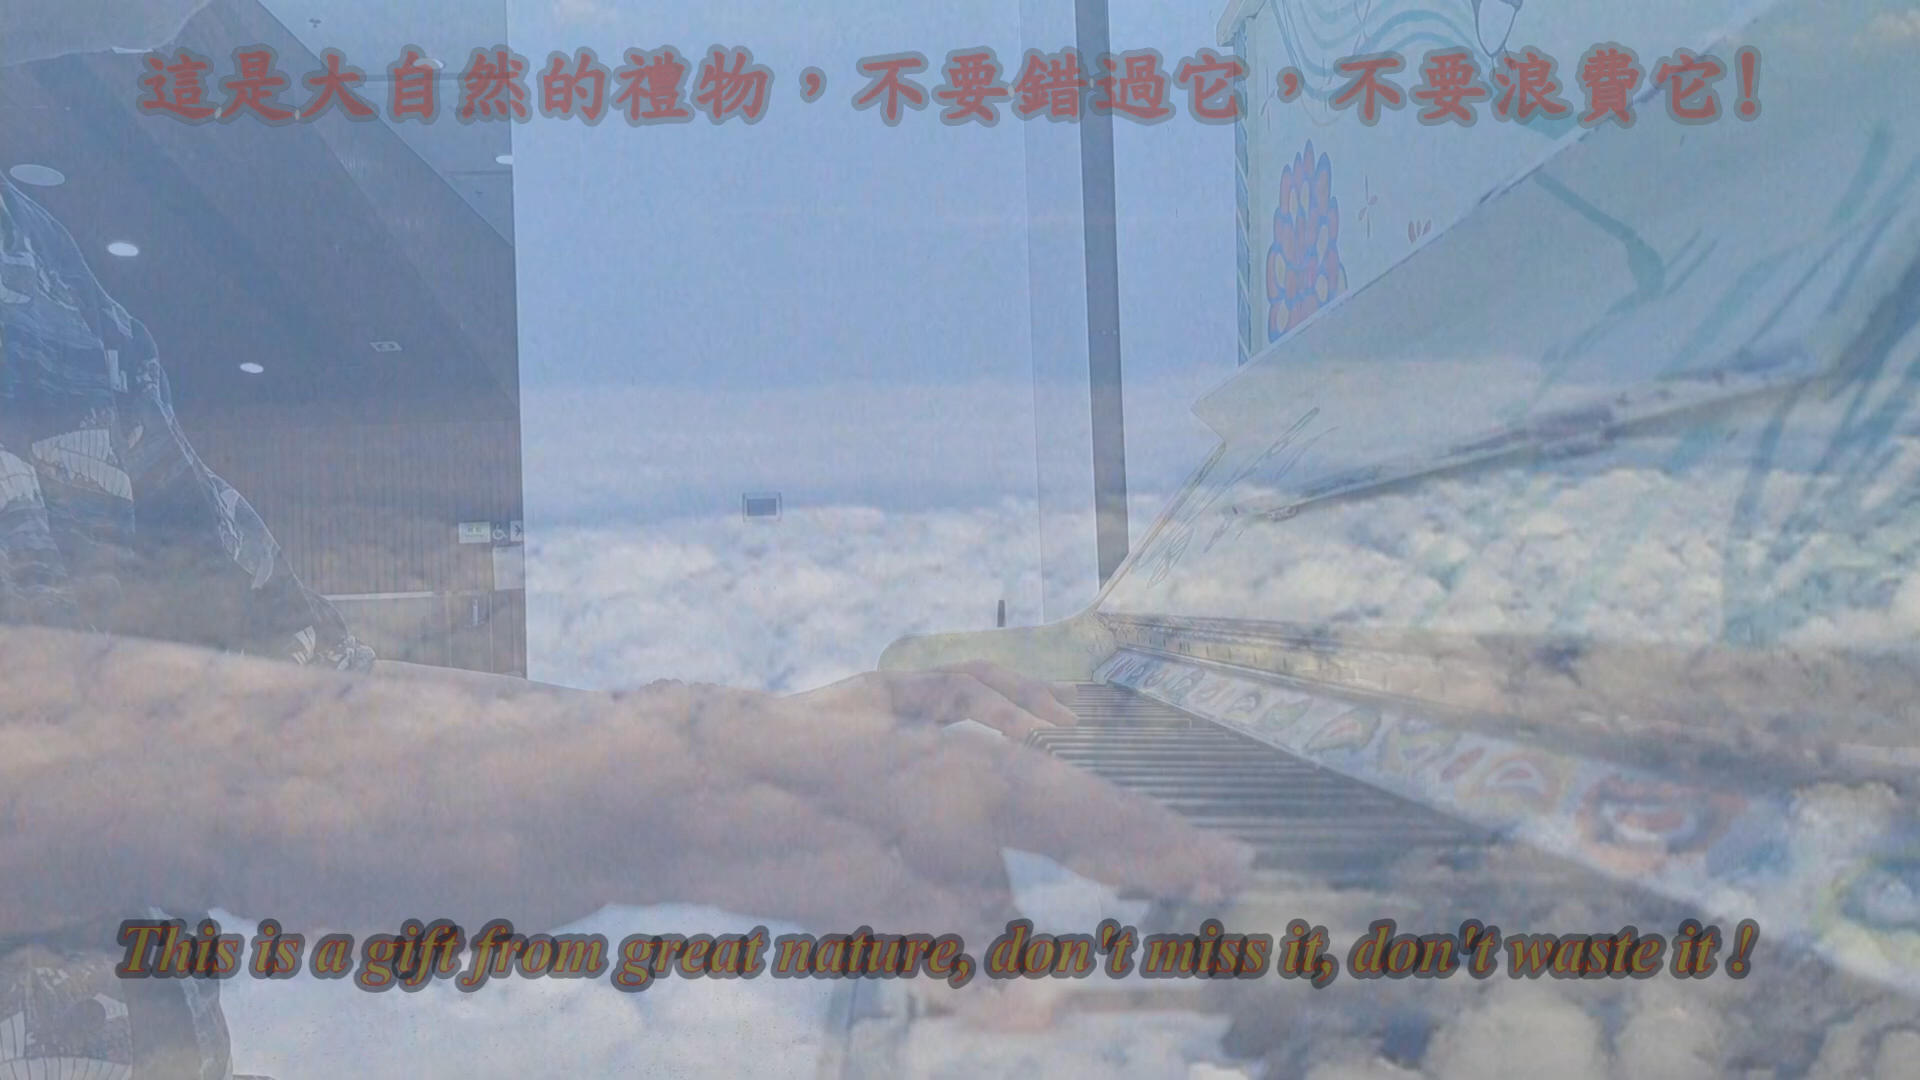 這是大自然的禮物，不要錯過它，不要浪費它！
This is a gift from great nature, don't miss it, don't waste it !